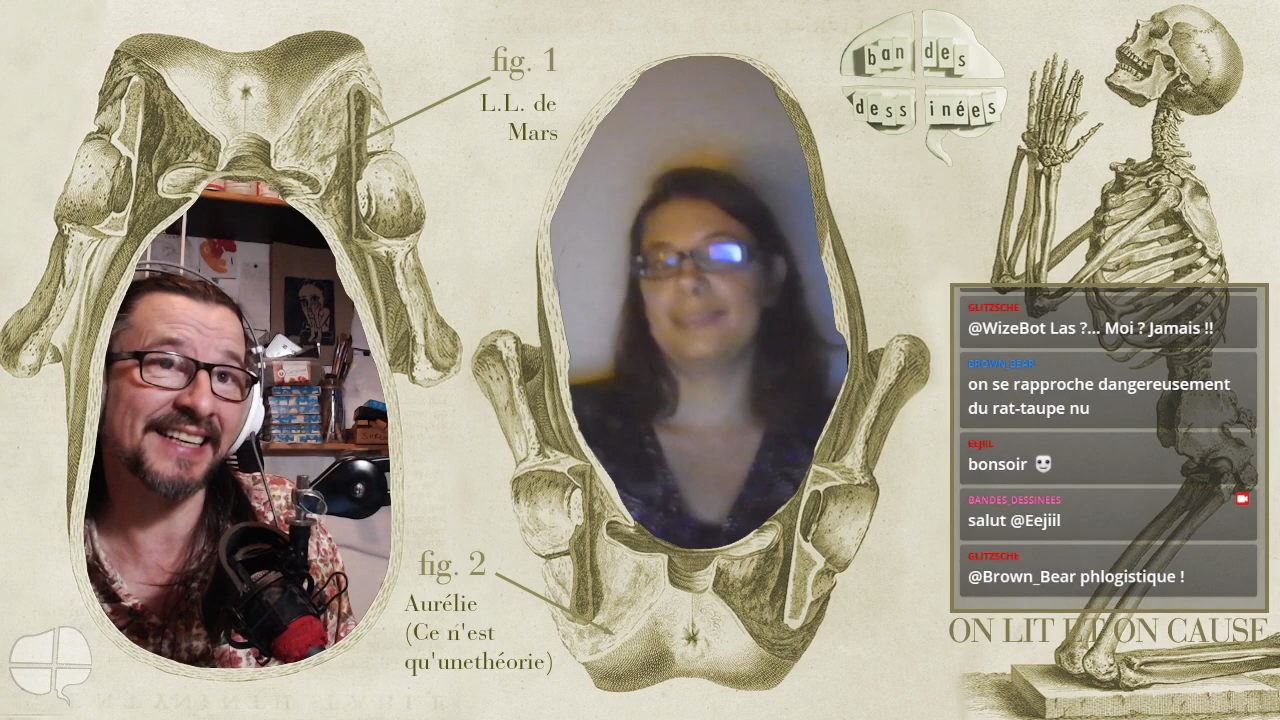 fig. 1
L.L. de
Mars
ban des
dess inées
GLITZSCHE
@WizeBot Las ?... Moi ? Jamais !!
BROWN_BEAR
on se rapproche dangereusement
du rat-taupe nu
EEJIIL
bonsoir
BANDES_DESSINEES
salut @Eejiil
GLITZSCHE
@Brown_Bear phlogistique !
fig. 2
Aurélie
(Ce n'est
qu'unethéorie)
ON LIT ET ON CAUSE